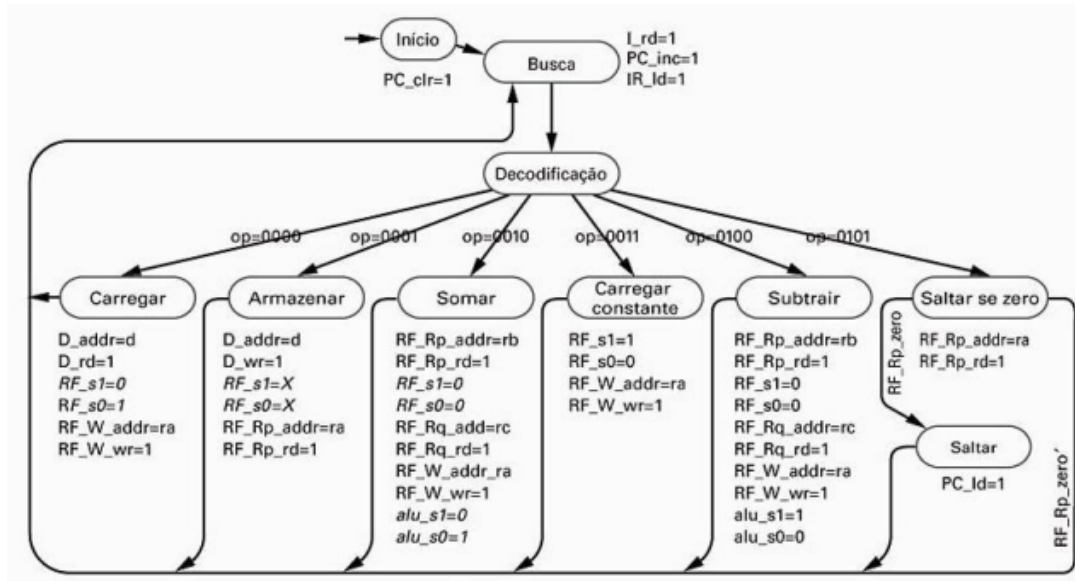 Início
PC_clr=1
Busca
I_rd=1
PC_inc=1
IR_ld=1
Decodificação
op=0000
op=0001
op=0010
op=0011
op=0100
op=0101
Carregar
D_addr=d
D_rd=1
RF_s1=0
RF_s0=1
RF_W_addr=ra
RF_W_wr=1
Armazenar
D_addr=d
D_wr=1
RF_s1=X
RF_s0=X
RF_Rp_addr=ra
RF_Rp_rd=1
Somar
RF_Rp_addr=rb
RF_Rp_rd=1
RF_s1=0
RF_s0=0
RF_Rq_add=rc
RF_Rq_rd=1
RF_W_addr_ra
RF_W_wr=1
alu_s1=0
alu_s0=1
Carregar
constante
RF_s1=1
RF_s0=0
RF_W_addr=ra
RF_W_wr=1
Subtrair
RF_Rp_addr=rb
RF_Rp_rd=1
RF_s1=0
RF_s0=0
RF_Rq_addr=rc
RF_Rq_rd=1
RF_W_addr=ra
RF_W_wr=1
alu_s1=1
alu_s0=0
Saltar se zero
RF_Rp_addr=ra
RF_Rp_rd=1
RF_Rp_zero
Saltar
PC_ld=1
RF_Rp_zero'